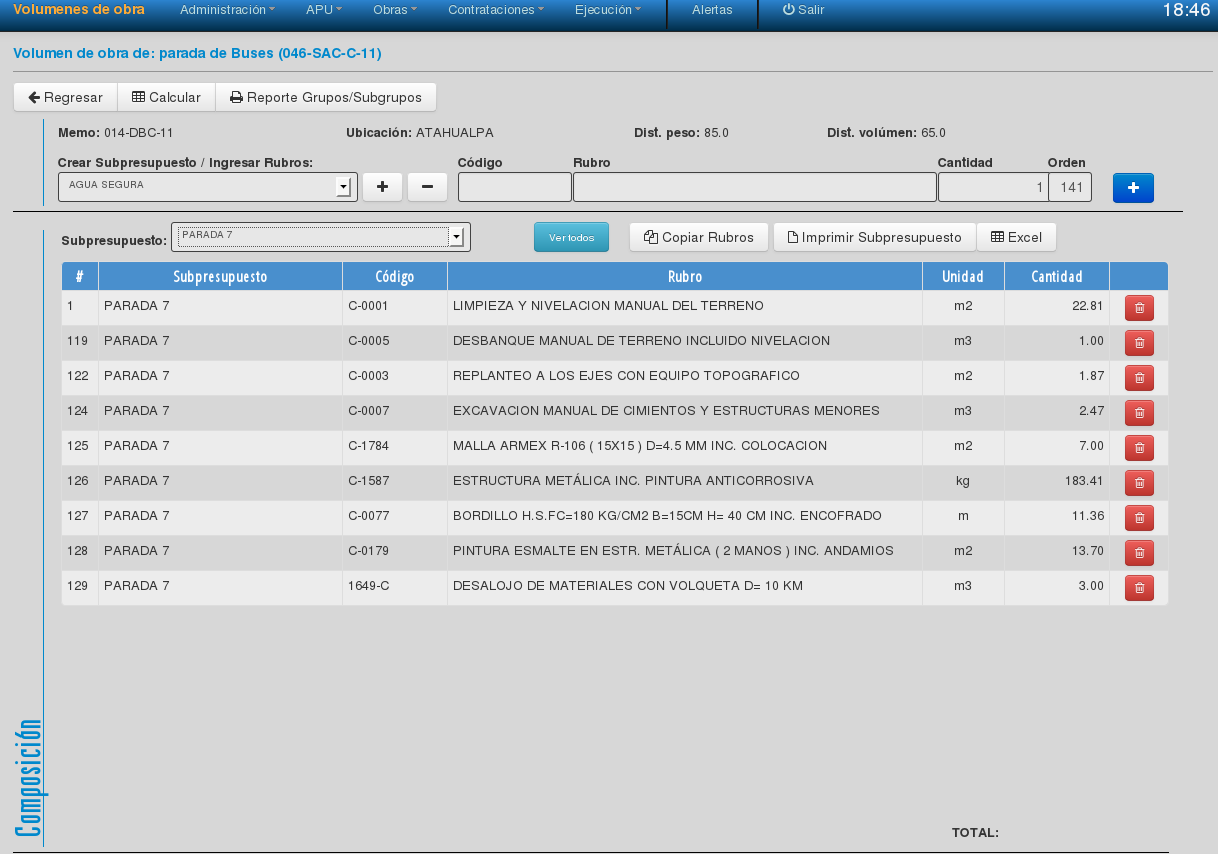 Volumenes de obra Administración APU Obras Contrataciones Ejecución Alertas Salir 18:46
Volumen de obra de: parada de Buses (046-SAC-C-11)
Regresar Calcular Reporte Grupos/Subgrupos
Memo: 014-DBC-11 Ubicación: ATAHUALPA Dist. peso: 85.0 Dist. volúmen: 65.0
Crear Subpresupuesto / Ingresar Rubros: Código Rubro Cantidad Orden
AGUA SEGURA + - 1 141 +
Subpresupuesto: PARADA 7 Ver todos Copiar Rubros Imprimir Subpresupuesto Excel
# Subpresupuesto Código Rubro Unidad Cantidad
1 PARADA 7 C-0001 LIMPIEZA Y NIVELACION MANUAL DEL TERRENO m2 22.81
119 PARADA 7 C-0005 DESBANQUE MANUAL DE TERRENO INCLUIDO NIVELACION m3 1.00
122 PARADA 7 C-0003 REPLANTEO A LOS EJES CON EQUIPO TOPOGRAFICO m2 1.87
124 PARADA 7 C-0007 EXCAVACION MANUAL DE CIMIENTOS Y ESTRUCTURAS MENORES m3 2.47
125 PARADA 7 C-1784 MALLA ARMEX R-106 ( 15X15 ) D=4.5 MM INC. COLOCACION m2 7.00
126 PARADA 7 C-1587 ESTRUCTURA METÁLICA INC. PINTURA ANTICORROSIVA kg 183.41
127 PARADA 7 C-0077 BORDILLO H.S.FC=180 KG/CM2 B=15CM H= 40 CM INC. ENCOFRADO m 11.36
128 PARADA 7 C-0179 PINTURA ESMALTE EN ESTR. METÁLICA ( 2 MANOS ) INC. ANDAMIOS m2 13.70
129 PARADA 7 1649-C DESALOJO DE MATERIALES CON VOLQUETA D= 10 KM m3 3.00
Composición
TOTAL: